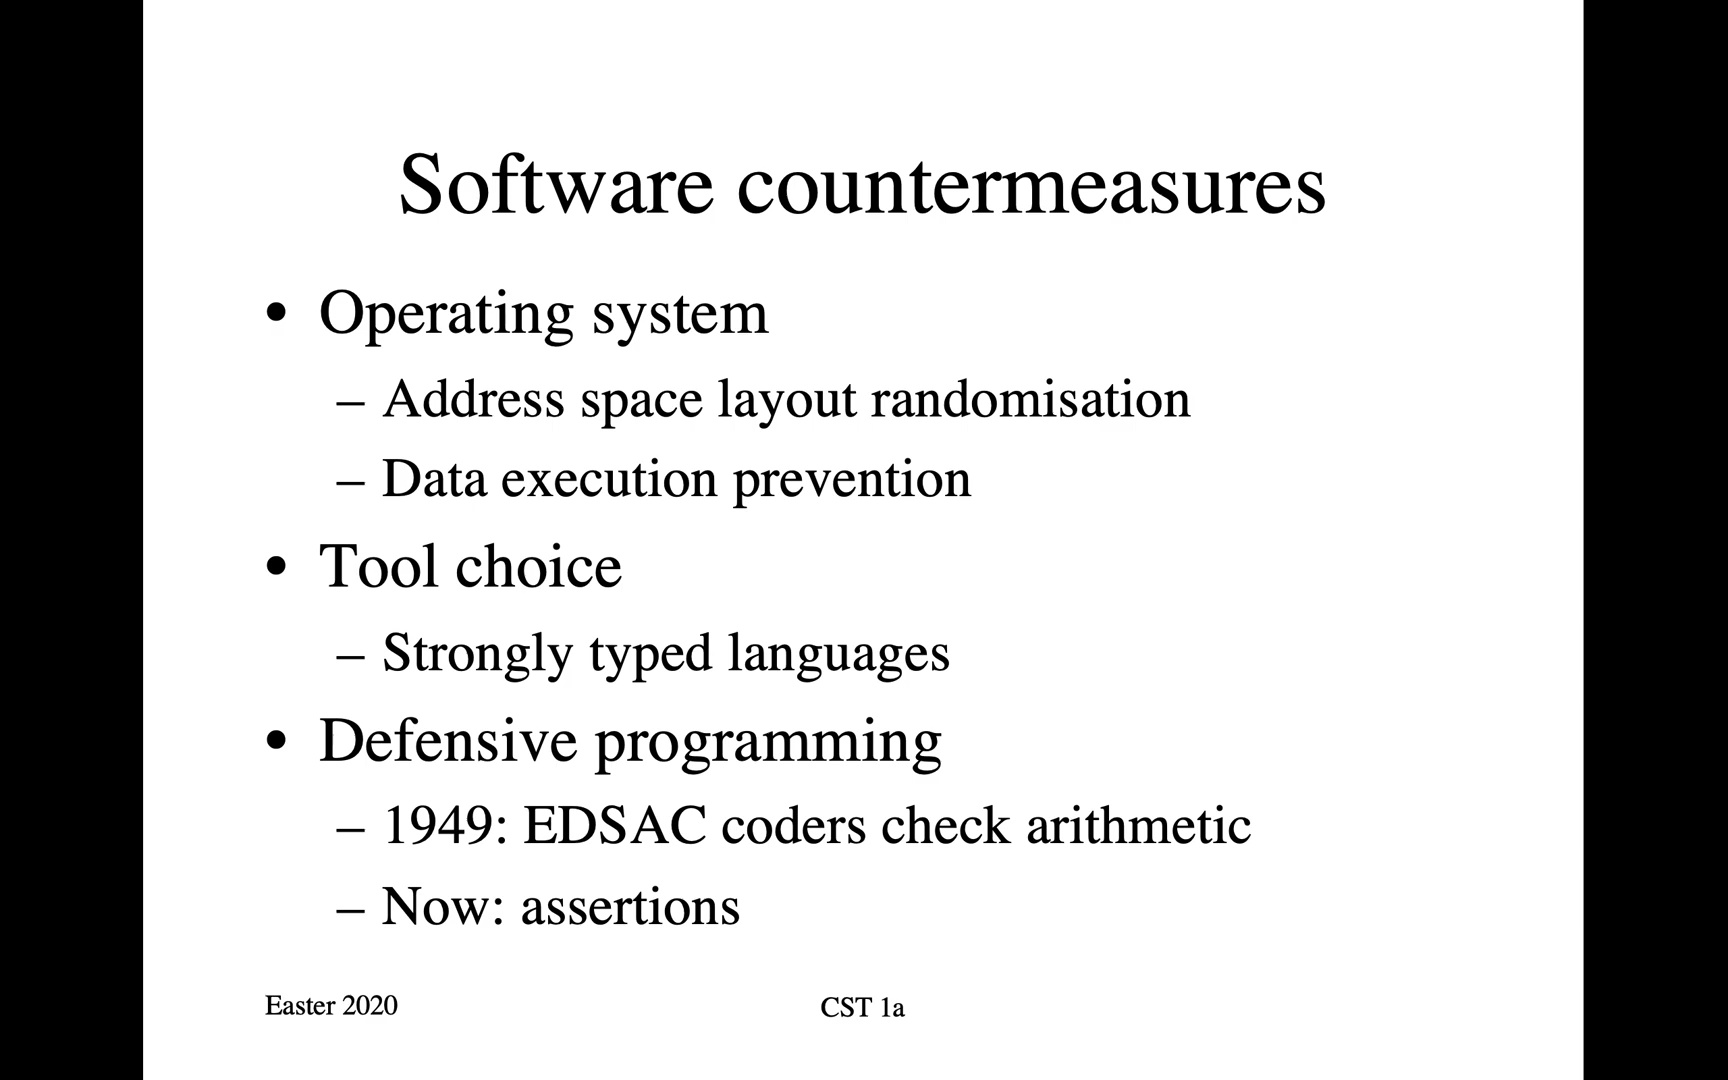 Software countermeasures
• Operating system
– Address space layout randomisation
– Data execution prevention
• Tool choice
– Strongly typed languages
• Defensive programming
– 1949: EDSAC coders check arithmetic
– Now: assertions
Easter 2020
CST 1a